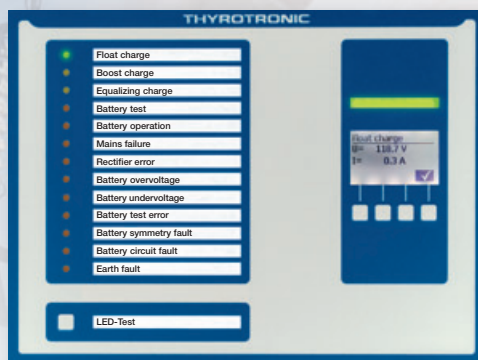 THYROTRONIC
Float charge
Boost charge
Equalizing charge
Battery test
Battery operation
Mains failure
Rectifier error
Battery overvoltage
Battery undervoltage
Battery test error
Battery symmetry fault
Battery circuit fault
Earth fault
LED-Test
Float charge
U= 118.7 V
I= 0.3 A